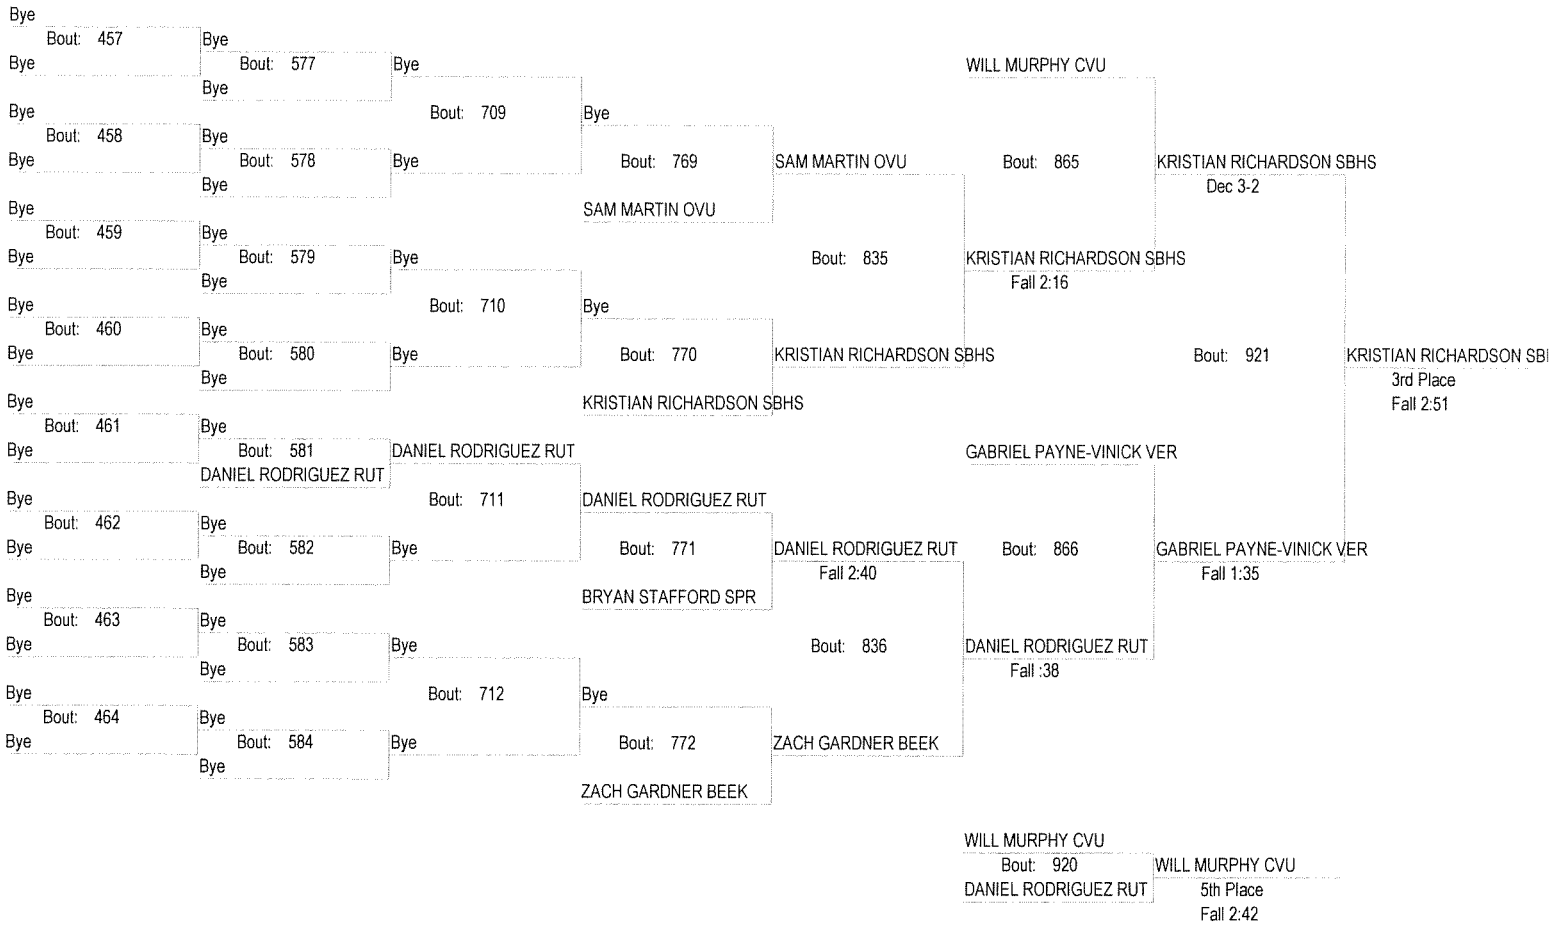 Bye
Bout: 457
Bye
Bye
Bout: 577
Bye
Bye
Bye
Bout: 458
Bye
Bye
Bout: 578
Bye
Bye
Bout: 709
Bye
Bye
Bout: 459
Bye
Bye
Bout: 579
Bye
Bye
Bye
Bout: 460
Bye
Bye
Bout: 580
Bye
Bye
Bout: 710
Bye
Bye
Bout: 461
Bye
Bye
Bout: 581
DANIEL RODRIGUEZ RUT
DANIEL RODRIGUEZ RUT
Bye
Bout: 462
Bye
Bye
Bout: 582
Bye
Bye
Bout: 711
DANIEL RODRIGUEZ RUT
Bye
Bout: 463
Bye
Bye
Bout: 583
Bye
Bye
Bye
Bout: 464
Bye
Bye
Bout: 584
Bye
Bye
Bout: 712
Bye
Bout: 769
SAM MARTIN OVU
SAM MARTIN OVU
Bout: 770
KRISTIAN RICHARDSON SBHS
KRISTIAN RICHARDSON SBHS
Bout: 771
BRYAN STAFFORD SPR
DANIEL RODRIGUEZ RUT
Fall 2:40
Bout: 772
ZACH GARDNER BEEK
ZACH GARDNER BEEK
Bout: 835
KRISTIAN RICHARDSON SBHS
Fall 2:16
Bout: 836
DANIEL RODRIGUEZ RUT
Fall :38
WILL MURPHY CVU
Bout: 865
KRISTIAN RICHARDSON SBHS
Dec 3-2
GABRIEL PAYNE-VINICK VER
Bout: 866
GABRIEL PAYNE-VINICK VER
Fall 1:35
Bout: 921
KRISTIAN RICHARDSON SB
3rd Place
Fall 2:51
WILL MURPHY CVU
Bout: 920
DANIEL RODRIGUEZ RUT
WILL MURPHY CVU
5th Place
Fall 2:42